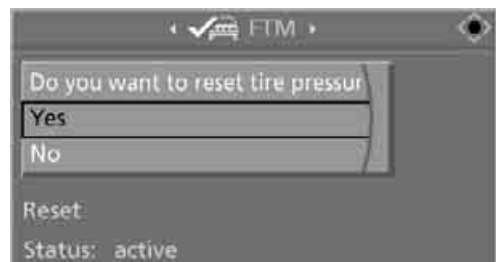 FTM
Do you want to reset tire pressur
Yes
No
Reset
Status: active